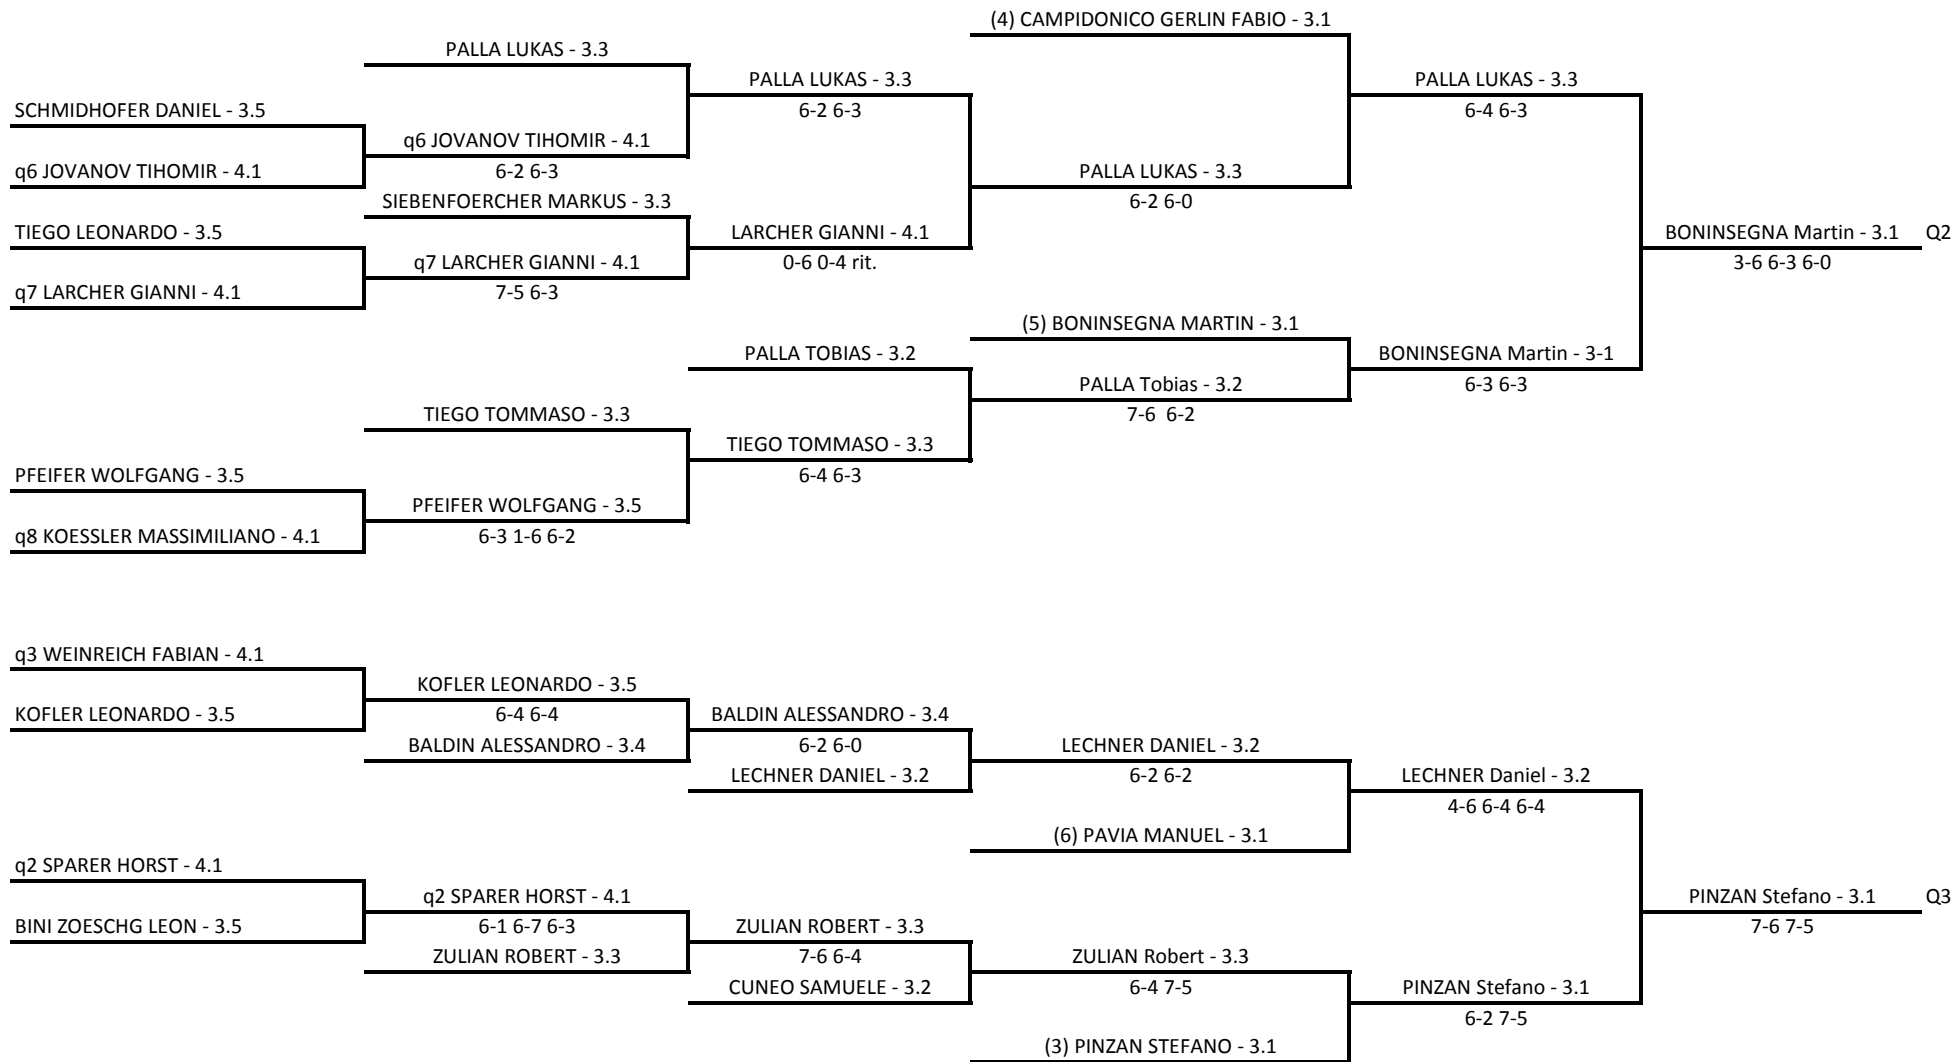 (4) CAMPIDONICO GERLIN FABIO - 3.1
PALLA LUKAS - 3.3
PALLA LUKAS - 3.3
PALLA LUKAS - 3.3
SCHMIDHOFER DANIEL - 3.5
6-2 6-3
6-4 6-3
q6 JOVANOV TIHOMIR - 4.1
q6 JOVANOV TIHOMIR - 4.1
6-2 6-3
PALLA LUKAS - 3.3
SIEBENFOERCHER MARKUS - 3.3
6-2 6-0
TIEGO LEONARDO - 3.5
LARCHER GIANNI - 4.1
BONINSEGNA Martin - 3.1 Q2
q7 LARCHER GIANNI - 4.1
0-6 0-4 rit.
3-6 6-3 6-0
q7 LARCHER GIANNI - 4.1
7-5 6-3
(5) BONINSEGNA MARTIN - 3.1
PALLA TOBIAS - 3.2
BONINSEGNA Martin - 3-1
PALLA Tobias - 3.2
6-3 6-3
TIEGO TOMMASO - 3.3
7-6 6-2
TIEGO TOMMASO - 3.3
PFEIFER WOLFGANG - 3.5
6-4 6-3
PFEIFER WOLFGANG - 3.5
q8 KOESSLER MASSIMILIANO - 4.1
6-3 1-6 6-2
q3 WEINREICH FABIAN - 4.1
KOFLER LEONARDO - 3.5
KOFLER LEONARDO - 3.5
6-4 6-4
BALDIN ALESSANDRO - 3.4
BALDIN ALESSANDRO - 3.4
6-2 6-0
LECHNER DANIEL - 3.2
LECHNER DANIEL - 3.2
6-2 6-2
LECHNER Daniel - 3.2
4-6 6-4 6-4
(6) PAVIA MANUEL - 3.1
q2 SPARER HORST - 4.1
q2 SPARER HORST - 4.1
PINZAN Stefano - 3.1 Q3
BINI ZOESCHG LEON - 3.5
6-1 6-7 6-3
ZULIAN ROBERT - 3.3
7-6 7-5
ZULIAN ROBERT - 3.3
7-6 6-4
ZULIAN Robert - 3.3
CUNEO SAMUELE - 3.2
6-4 7-5
PINZAN Stefano - 3.1
6-2 7-5
(3) PINZAN STEFANO - 3.1